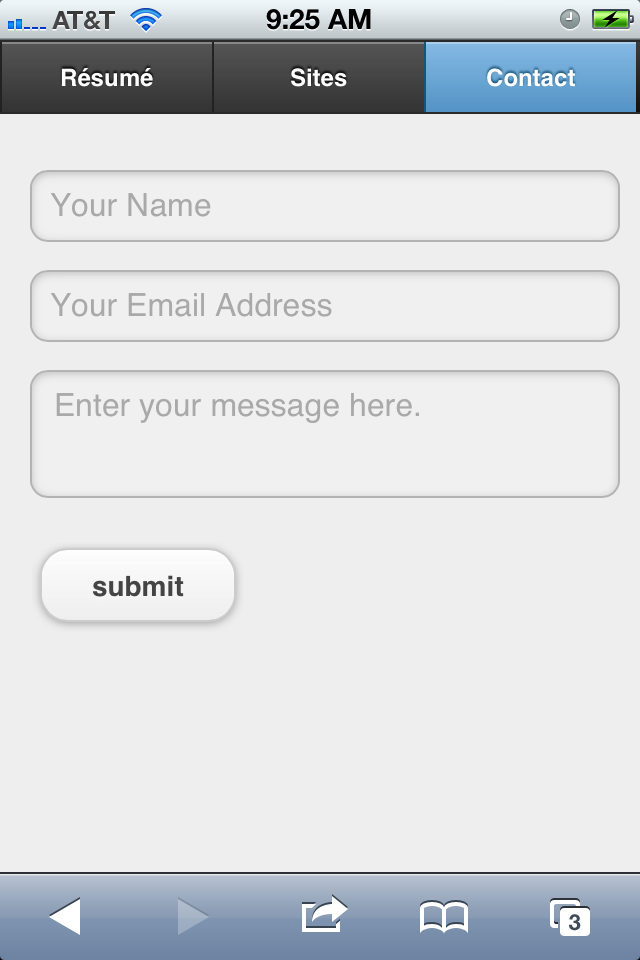 AT&T 9:25 AM
Résumé Sites Contact
Your Name
Your Email Address
Enter your message here.
submit
3